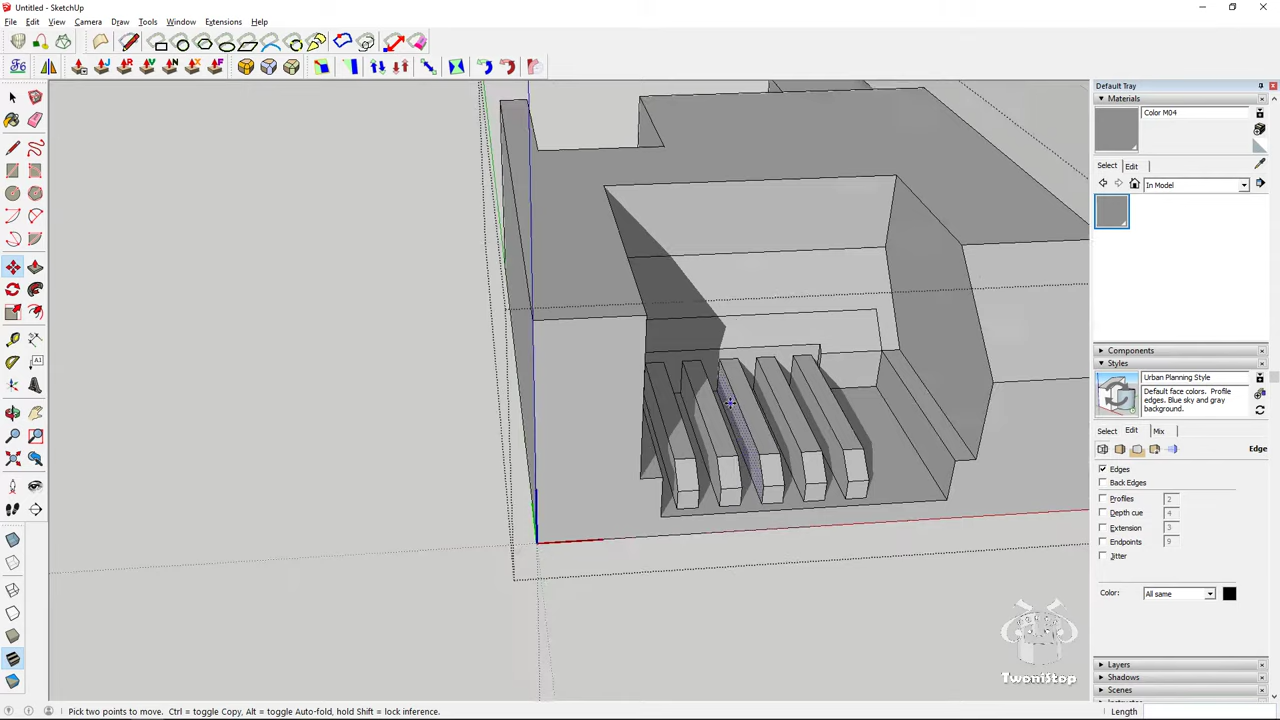 Untitled - SketchUp
File Edit View Camera Draw Tools Window Extensions Help
Default Tray
Materials
Color M04
Select Edit
In Model
Components
Styles
Urban Planning Style
Default face colors. Profile
edges. Blue sky and gray
background.
Select Edit Mix
Edge
Edges
Back Edges
Profiles 2
Depth cue 4
Extension 3
Endpoints 9
Jitter
Color: All same
TwoniStop
Layers
Shadows
Scenes
Pick two points to move. Ctrl = toggle Copy, Alt = toggle Auto-fold, hold Shift = lock inference.
Length